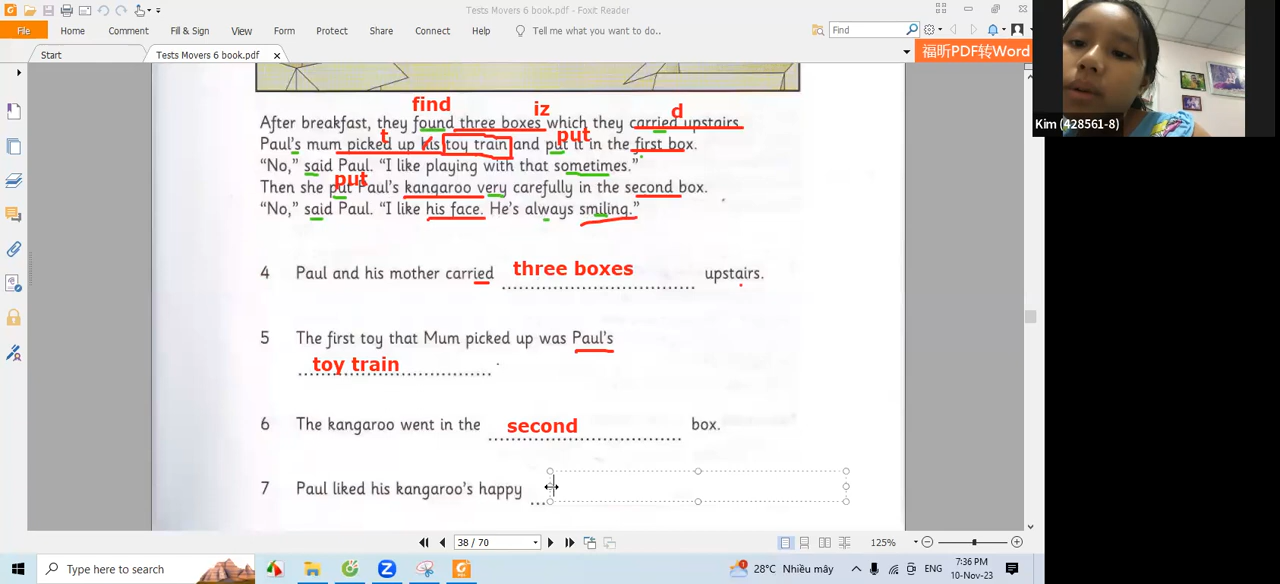 Tests Movers 6 book.pdf - Foxit Reader
File Home Comment Fill & Sign View Form Protect Share Connect Help Tell me what you want to do.. Find
Start Tests Movers 6 book.pdf × 福昕PDF转Word
find iz d
After breakfast, they found three boxes which they carried upstairs.
t put
Paul's mum picked up his toy train and put it in the first box.
"No," said Paul. "I like playing with that sometimes."
put
Then she put Paul's kangaroo very carefully in the second box.
"No," said Paul. "I like his face. He's always smiling."
4 Paul and his mother carried three boxes upstairs.
5 The first toy that Mum picked up was Paul's
toy train
6 The kangaroo went in the second box.
7 Paul liked his kangaroo's happy ...
Kim (428561-8)
38 / 70 125%
Type here to search 28°C Nhiều mây ENG 7:36 PM
10-Nov-23